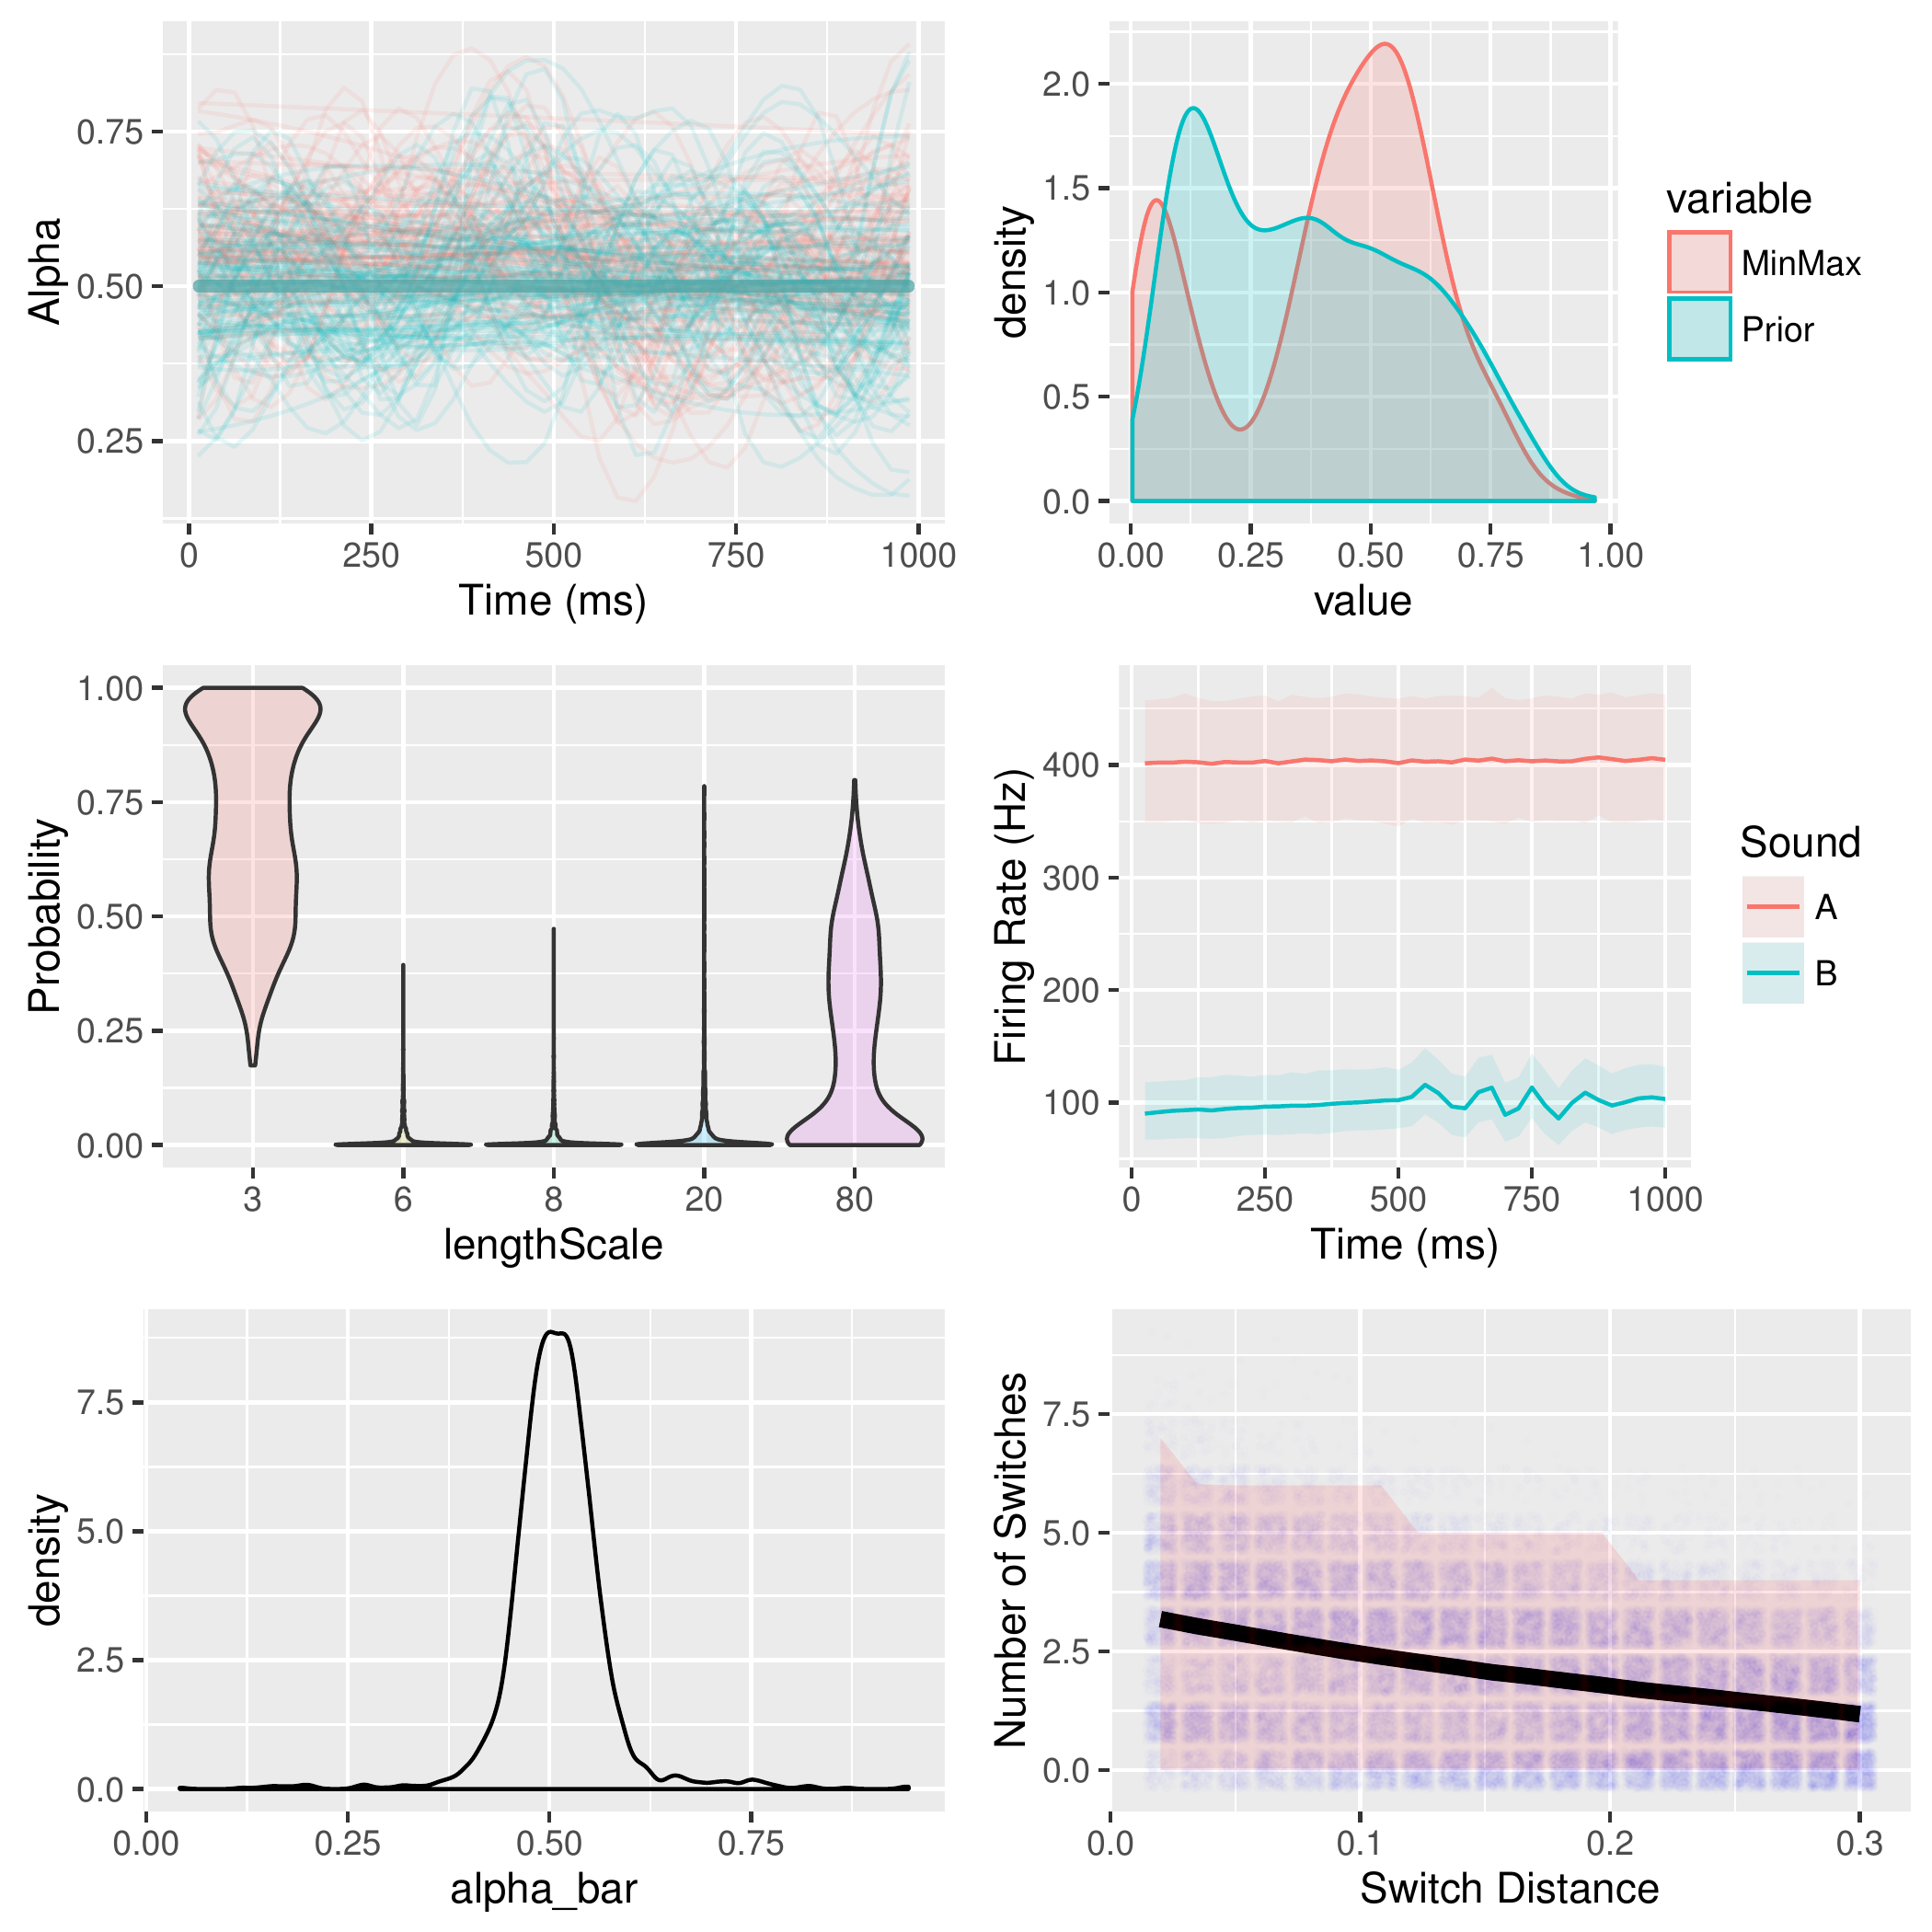 Alpha
0.75
0.50
0.25
0 250 500 750 1000
Time (ms)
density
2.0
1.5
1.0
0.5
0.0
0.00 0.25 0.50 0.75 1.00
value
variable
MinMax
Prior
Probability
1.00
0.75
0.50
0.25
0.00
3 6 8 20 80
lengthScale
Firing Rate (Hz)
400
300
200
100
0 250 500 750 1000
Time (ms)
Sound
A
B
density
7.5
5.0
2.5
0.0
0.00 0.25 0.50 0.75
alpha_bar
Number of Switches
7.5
5.0
2.5
0.0
0.0 0.1 0.2 0.3
Switch Distance